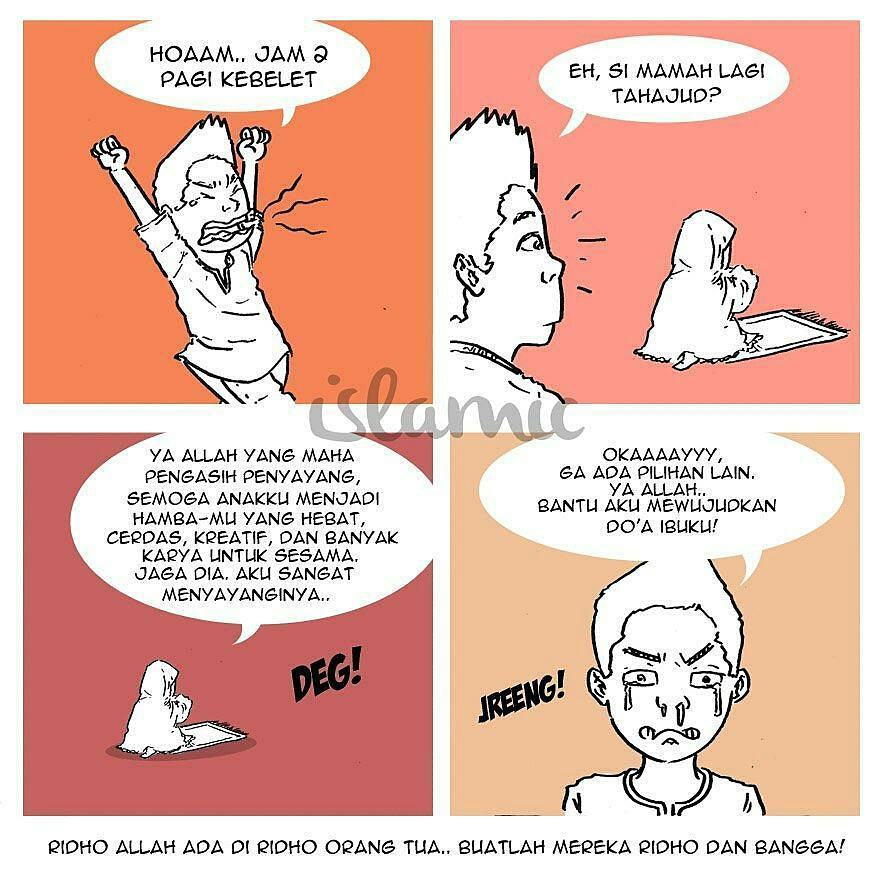 HOAAM.. JAM 2
PAGI KEBELET
EH, SI MAMAH LAGI
TAHAJUD?
islamic
YA ALLAH YANG MAHA
PENGASIH PENYAYANG,
SEMOGA ANAKKU MENJADI
HAMBA-MU YANG HEBAT,
CERDAS, KREATIF, DAN BANYAK
KARYA UNTUK SESAMA.
JAGA DIA. AKU SANGAT
MENYAYANGINYA..
DEG!
OKAAAAYYY,
GA ADA PILIHAN LAIN.
YA ALLAH..
BANTU AKU MEWUJUDKAN
DO'A IBUKU!
JREENG!
RIDHO ALLAH ADA DI RIDHO ORANG TUA.. BUATLAH MEREKA RIDHO DAN BANGGA!